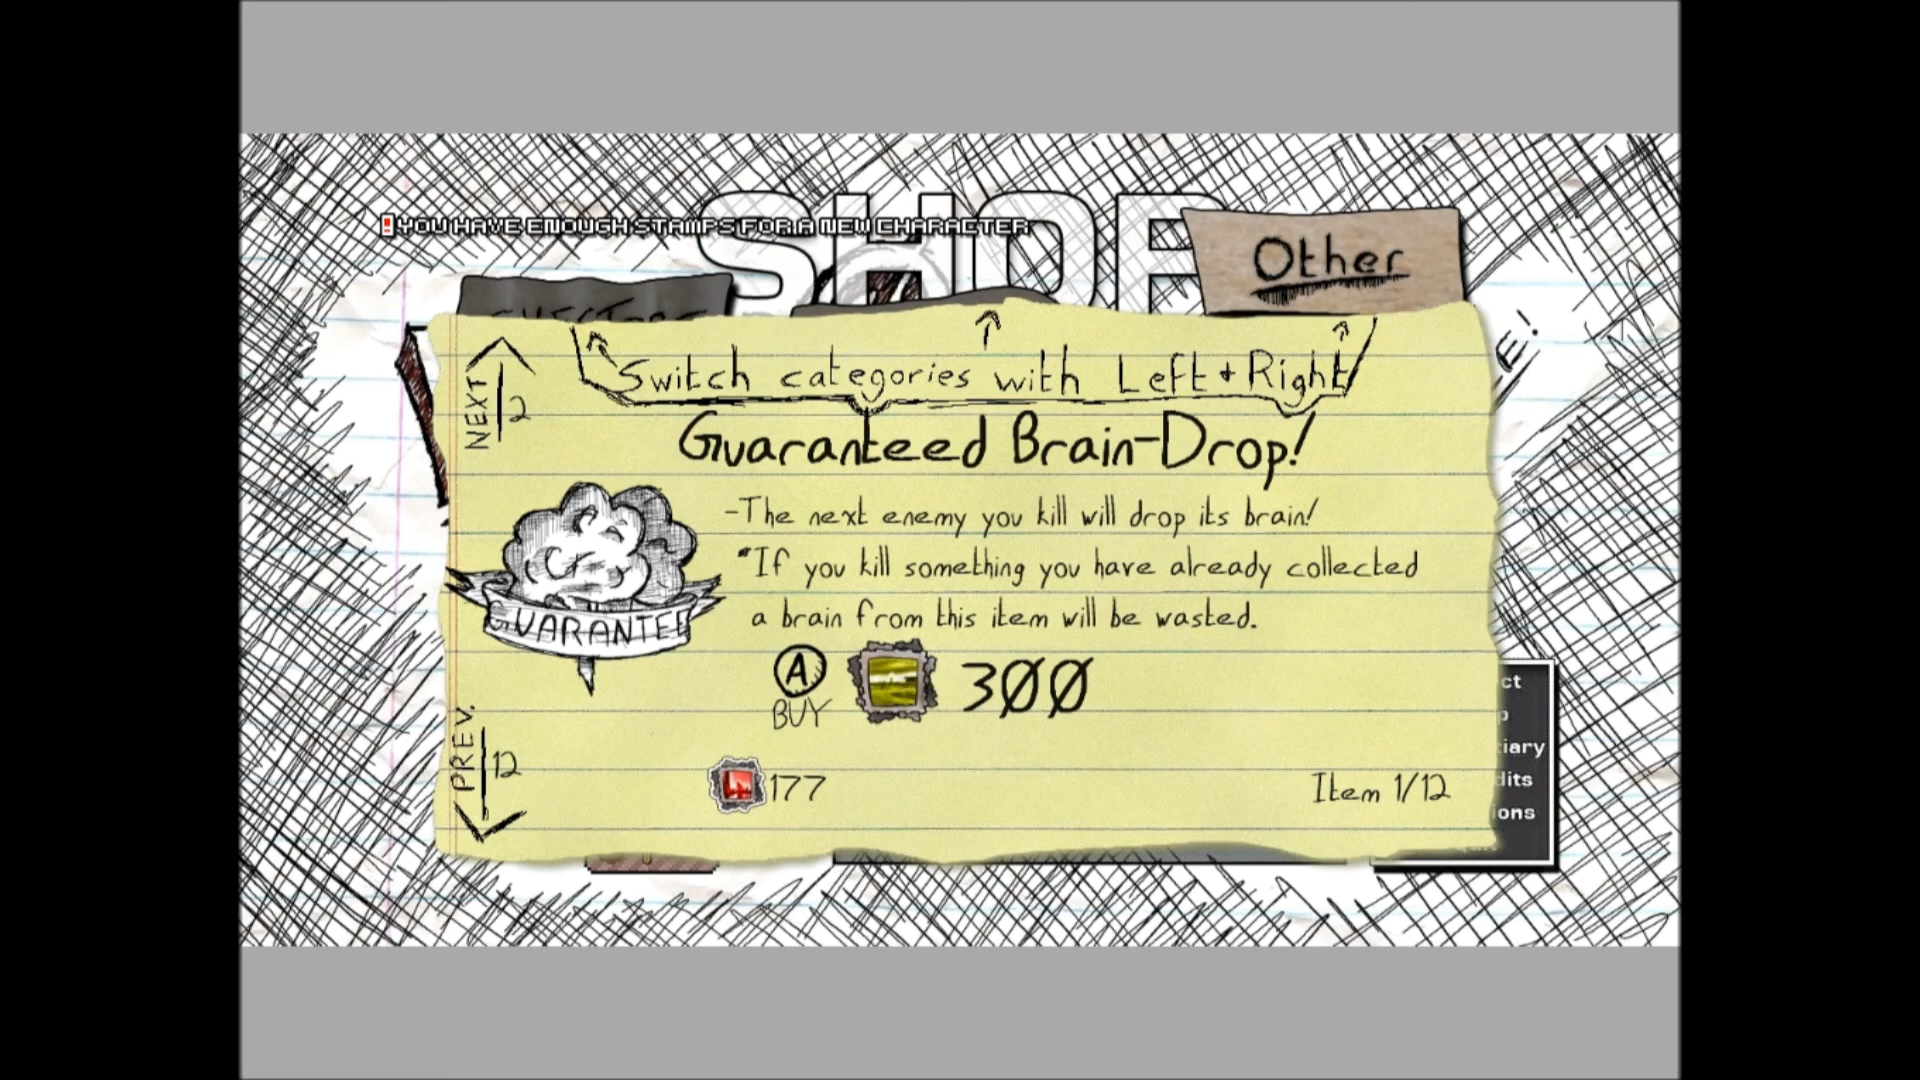 SHOP
!YOU HAVE ENOUGH STAMPS FOR A NEW CHARACTER
Other
Switch categories with Left + Right
NEXT 2
Guaranteed Brain-Drop!
-The next enemy you kill will drop its brain!
*If you kill something you have already collected
a brain from this item will be wasted.
GUARANTEE
A
BUY
300
PREV. 12
177
Item 1/12